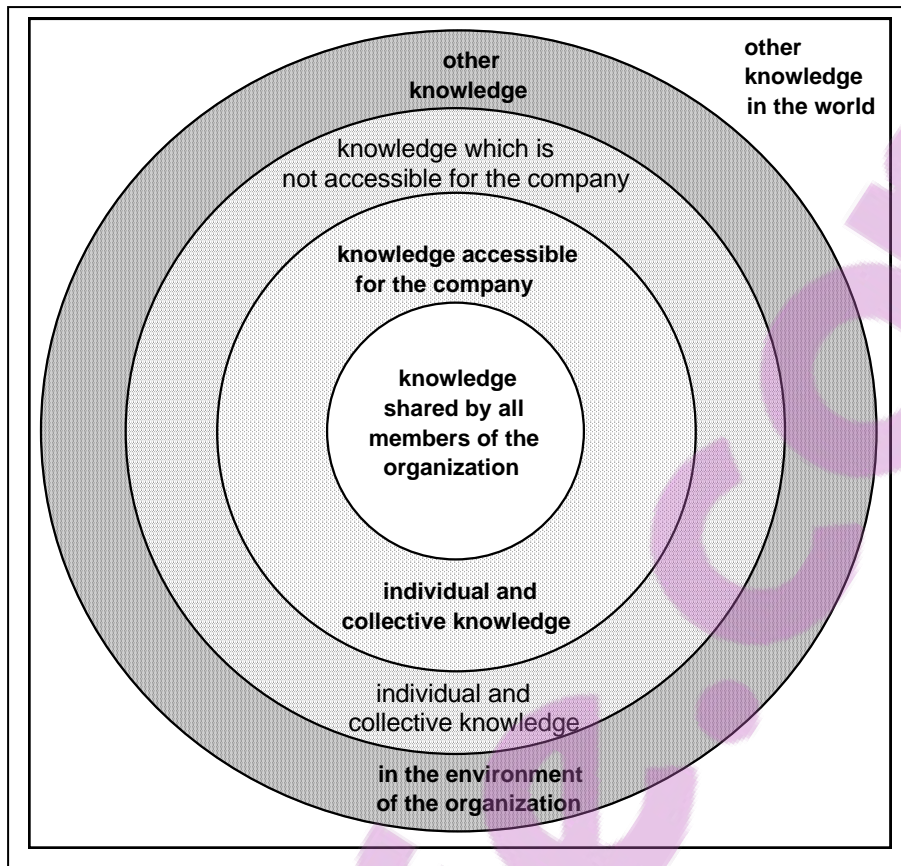 other
knowledge
other
knowledge
in the world
knowledge which is
not accessible for the company
knowledge accessible
for the company
knowledge
shared by all
members of the
organization
individual and
collective knowledge
individual and
collective knowledge
in the environment
of the organization